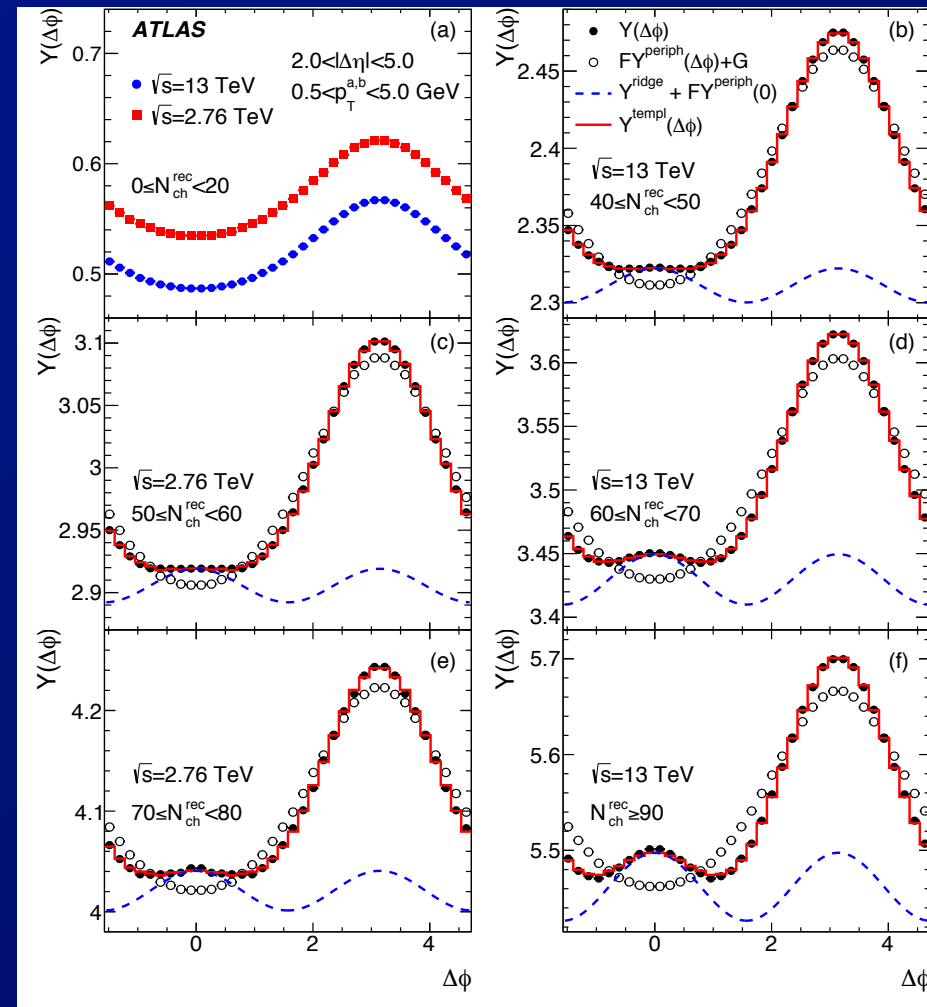 ATLAS
(a)
2.0<|Δη|<5.0
0.5<p_T^{a,b}<5.0 GeV
√s=13 TeV
√s=2.76 TeV
0≤N_ch^rec<20
Y(Δϕ)
0.7
0.6
0.5
(b)
Y(Δϕ)
FY^periph(Δϕ)+G
Y^ridge + FY^periph(0)
Y^templ(Δϕ)
√s=13 TeV
40≤N_ch^rec<50
Y(Δϕ)
2.45
2.4
2.35
2.3
(c)
√s=2.76 TeV
50≤N_ch^rec<60
Y(Δϕ)
3.1
3.05
3
2.95
2.9
(d)
√s=13 TeV
60≤N_ch^rec<70
Y(Δϕ)
3.6
3.55
3.5
3.45
3.4
(e)
√s=2.76 TeV
70≤N_ch^rec<80
Y(Δϕ)
4.2
4.1
4
0 2 4
Δϕ
(f)
√s=13 TeV
N_ch^rec≥90
Y(Δϕ)
5.7
5.6
5.5
0 2 4
Δϕ